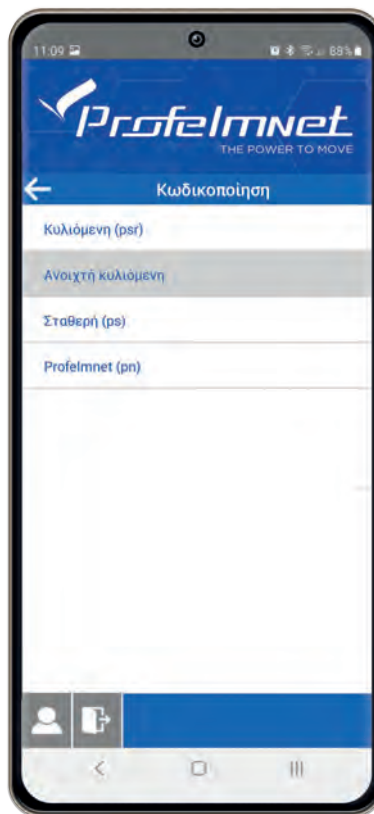 11:09
88%
Profelmnet
THE POWER TO MOVE
Κωδικοποίηση
Κυλιόμενη (psr)
Ανοιχτή κυλιόμενη
Σταθερή (ps)
Profelmnet (pn)